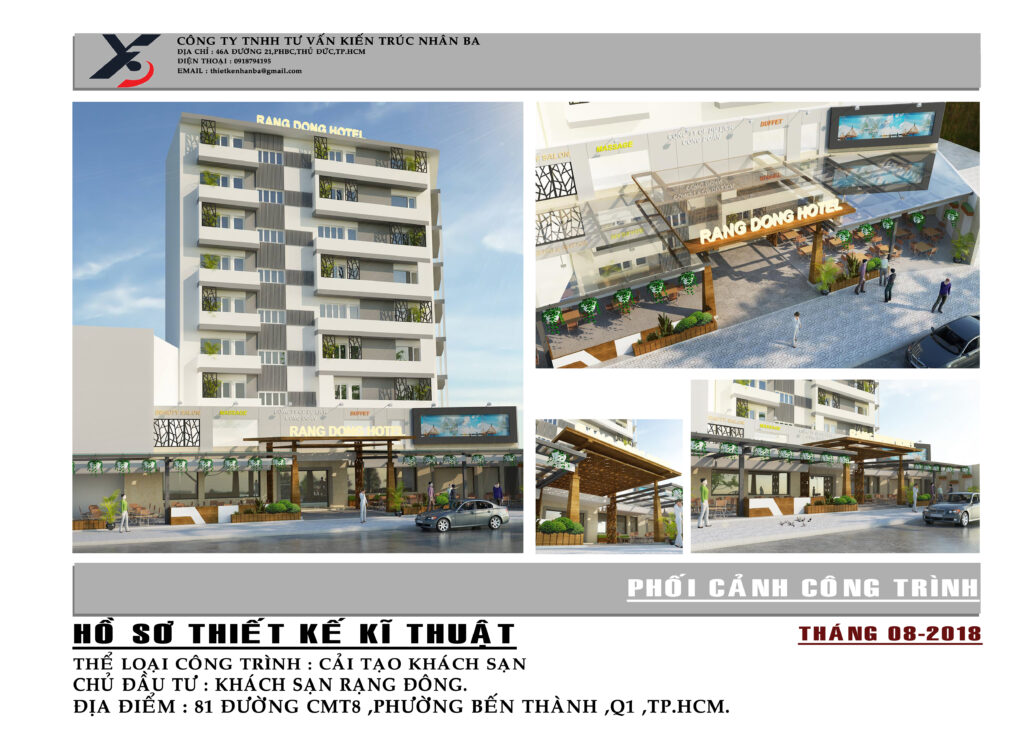 CÔNG TY TNHH TƯ VẤN KIẾN TRÚC NHÂN BA
ĐỊA CHỈ : 46A ĐƯỜNG 21,PHBC,THỦ ĐỨC,TP.HCM
ĐIỆN THOẠI : 0918794195
EMAIL : thietkenhanba@gmail.com
RANG DONG HOTEL
BEAUTY SALON
MASSAGE
BUFFET
RANG DONG HOTEL
SALON
MASSAGE
BUFFET
RANG DONG HOTEL
PHỐI CẢNH CÔNG TRÌNH
HỒ SƠ THIẾT KẾ KĨ THUẬT
THÁNG 08-2018
THỂ LOẠI CÔNG TRÌNH : CẢI TẠO KHÁCH SẠN
CHỦ ĐẦU TƯ : KHÁCH SẠN RẠNG ĐÔNG.
ĐỊA ĐIỂM : 81 ĐƯỜNG CMT8 ,PHƯỜNG BẾN THÀNH ,Q1 ,TP.HCM.